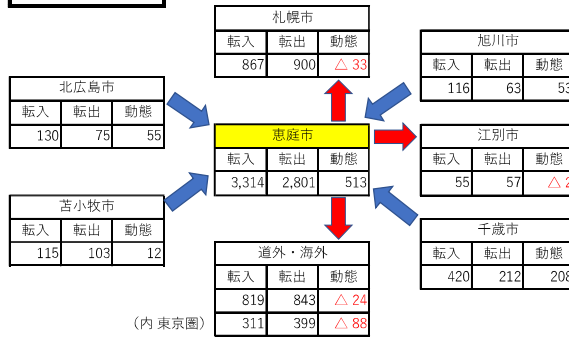 札幌市
転入 転出 動態
867 900 △ 33
旭川市
転入 転出 動態
116 63 53
北広島市
転入 転出 動態
130 75 55
恵庭市
転入 転出 動態
3,314 2,801 513
江別市
転入 転出 動態
55 57 △ 2
苫小牧市
転入 転出 動態
115 103 12
千歳市
転入 転出 動態
420 212 208
道外・海外
転入 転出 動態
819 843 △ 24
(内 東京圏) 311 399 △ 88